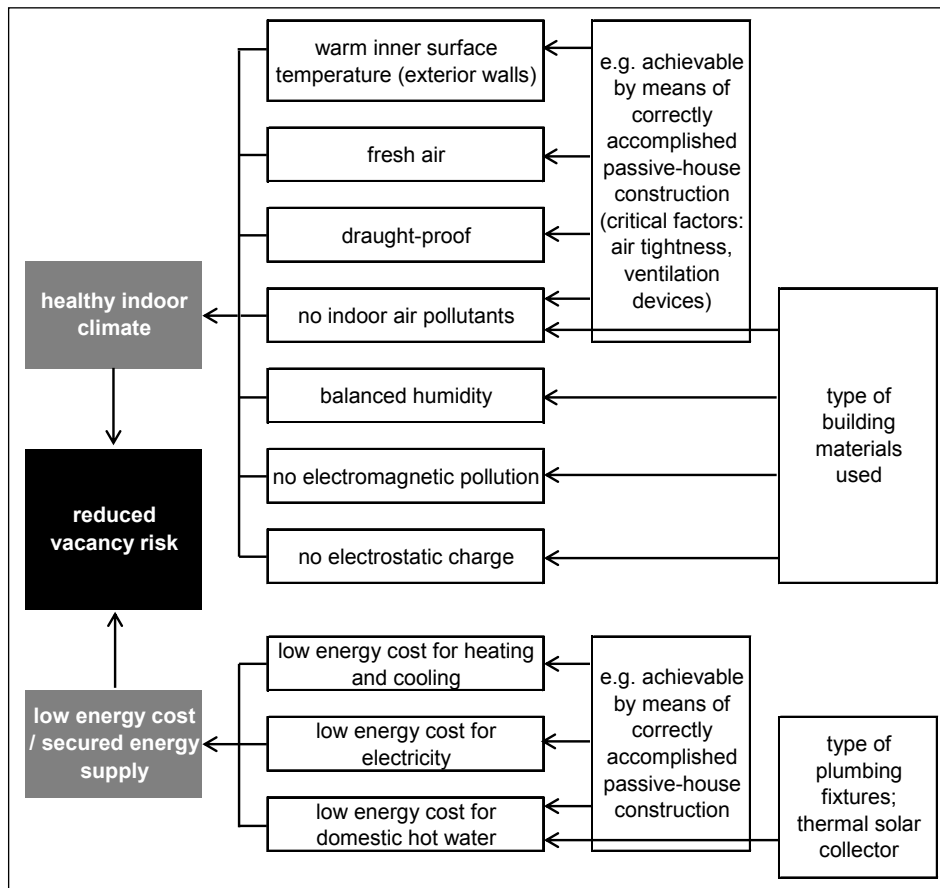 warm inner surface
temperature (exterior walls)
fresh air
draught-proof
no indoor air pollutants
balanced humidity
no electromagnetic pollution
no electrostatic charge
e.g. achievable
by means of
correctly
accomplished
passive-house
construction
(critical factors:
air tightness,
ventilation
devices)
type of
building
materials
used
healthy indoor
climate
reduced
vacancy risk
low energy cost
/ secured energy
supply
low energy cost for heating
and cooling
low energy cost for
electricity
low energy cost for
domestic hot water
e.g. achievable
by means of
correctly
accomplished
passive-house
construction
type of
plumbing
fixtures;
thermal solar
collector